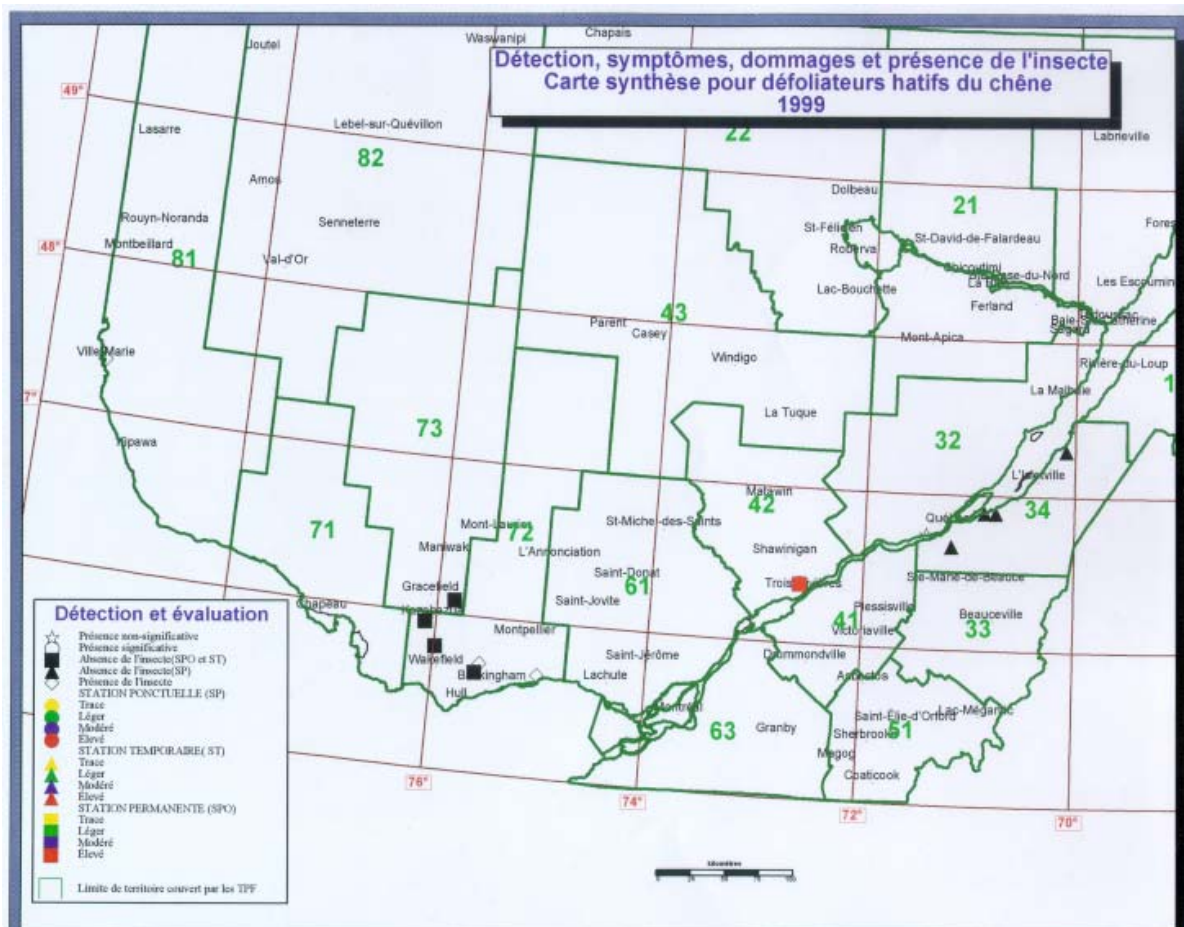 Détection, symptômes, dommages et présence de l'insecte
Carte synthèse pour défoliateurs hatifs du chêne
1999
Joutel
Waswanipi
Chapais
49°
Lasarre
Lebel-sur-Quévillon
82
22
Labrieville
Amos
Dolbeau
21
Rouyn-Noranda
Senneterre
St-Félicien
St-David-de-Falardeau
48°
Montbeillard
81
Val-d'Or
Roberval
Chicoutimi
Lac-Bouchette
Ferland
43
Parent
Casey
Mont-Apica
Ville-Marie
Windigo
Rivière-du-Loup
La Malbaie
7°
La Tuque
Kipawa
73
32
Matawin
42
71
Mont-Laurier
72
St-Michel-des-Saints
34
Maniwak
L'Annonciation
Shawinigan
Gracefield
Saint-Donat
61
Trois-Rivières
Ste-Marie-de-Beauce
Chapeau
Saint-Jovite
Plessisville
41
Beauceville
33
Montpellier
Victoriaville
Wakefield
Saint-Jérôme
Drummondville
Buckingham
Lachute
Hull
Montréal
Saint-Élie-d'Orford
Lac-Mégantic
63
Granby
Sherbrooke
51
Magog
Coaticook
76°
74°
72°
70°
Détection et évaluation
Présence non-significative
Présence significative
Absence de l'insecte(SPO et ST)
Absence de l'insecte(SP)
Présence de l'insecte
STATION PONCTUELLE (SP)
Trace
Léger
Modéré
Élevé
STATION TEMPORAIRE( ST)
Trace
Léger
Modéré
Élevé
STATION PERMANENTE (SPO)
Trace
Léger
Modéré
Élevé
Limite de territoire couvert par les TPF
kilomètres
0 25 50 75 100